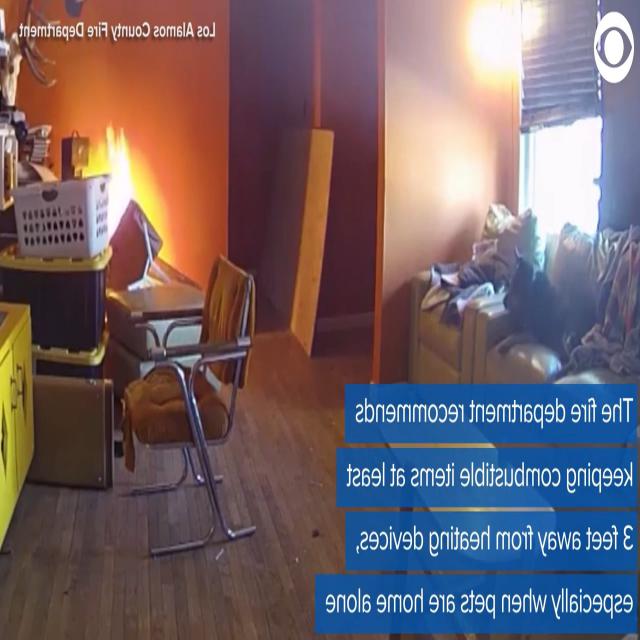 Los Alamos County Fire Department
The fire department recommends
keeping combustible items at least
3 feet away from heating devices,
especially when pets are home alone